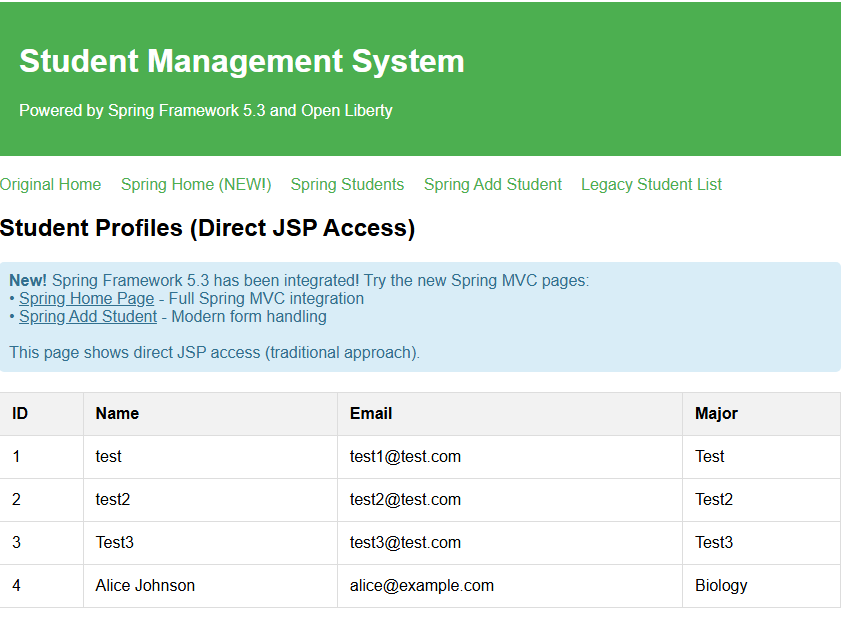 Student Management System
Powered by Spring Framework 5.3 and Open Liberty
Original Home Spring Home (NEW!) Spring Students Spring Add Student Legacy Student List
Student Profiles (Direct JSP Access)
New! Spring Framework 5.3 has been integrated! Try the new Spring MVC pages:
• Spring Home Page - Full Spring MVC integration
• Spring Add Student - Modern form handling
This page shows direct JSP access (traditional approach).
ID Name Email Major
1 test test1@test.com Test
2 test2 test2@test.com Test2
3 Test3 test3@test.com Test3
4 Alice Johnson alice@example.com Biology